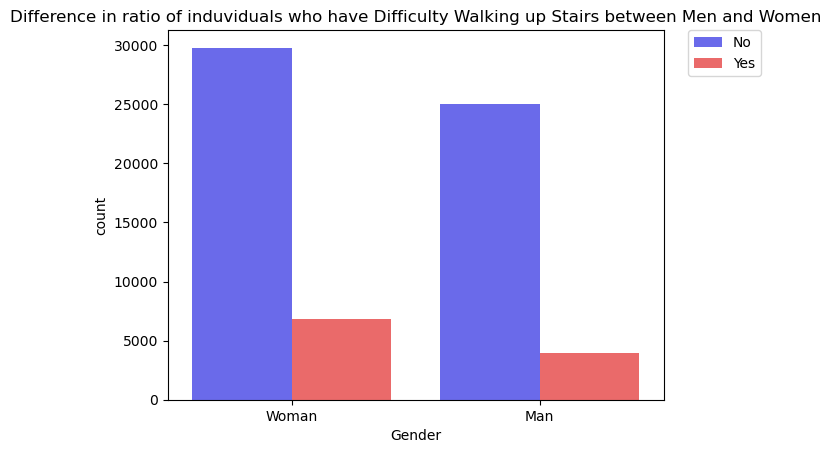 Difference in ratio of induviduals who have Difficulty Walking up Stairs between Men and Women
No
Yes
30000
25000
20000
15000
10000
5000
0
count
Woman
Man
Gender